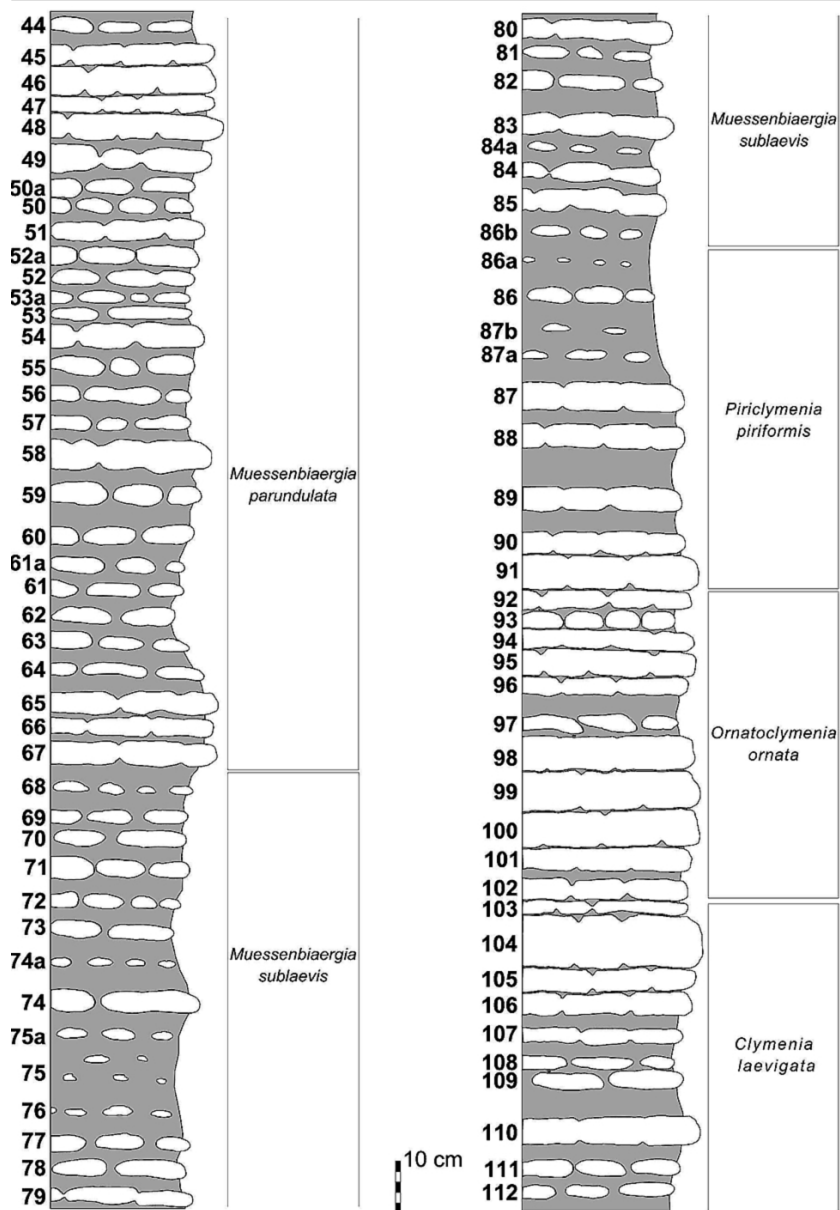 44
45
46
47
48
49
50a
50
51
52a
52
53a
53
54
55
56
57
58
59
60
61a
61
62
63
64
65
66
67
68
69
70
71
72
73
74a
74
75a
75
76
77
78
79
Muessenbiaergia
parundulata
Muessenbiaergia
sublaevis
10 cm
80
81
82
83
84a
84
85
86b
86a
86
87b
87a
87
88
89
90
91
92
93
94
95
96
97
98
99
100
101
102
103
104
105
106
107
108
109
110
111
112
Muessenbiaergia
sublaevis
Piriclymenia
piriformis
Ornatoclymenia
ornata
Clymenia
laevigata